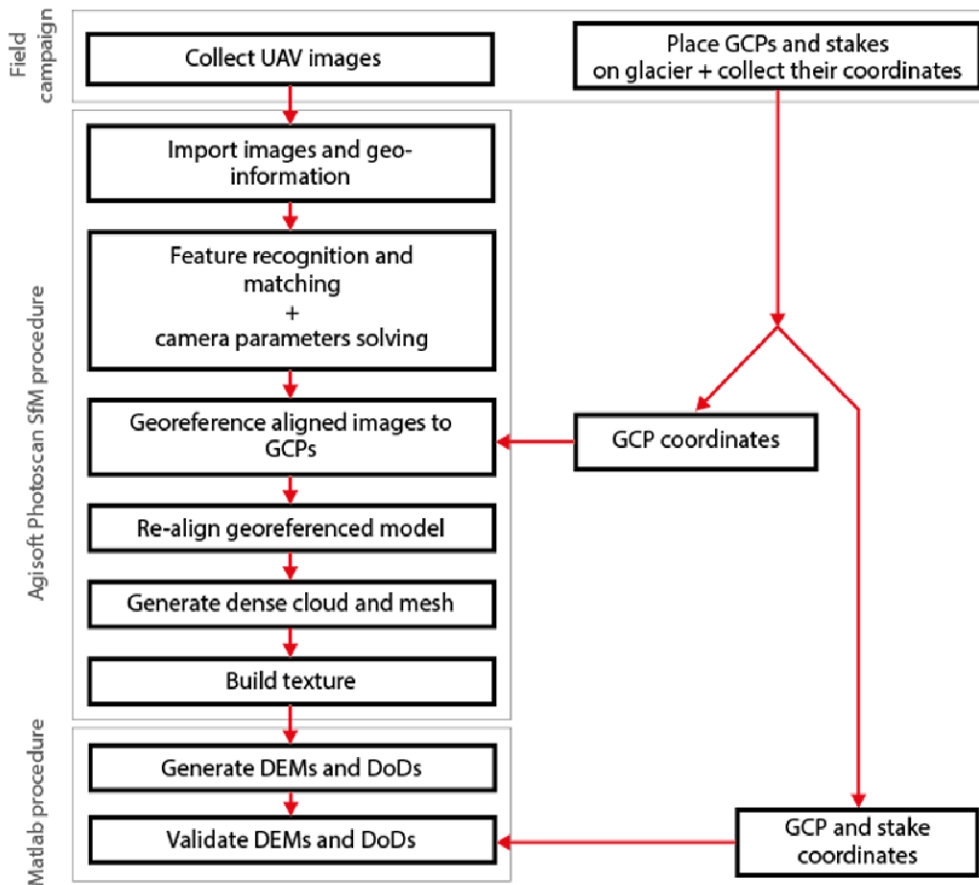 Field
campaign
Collect UAV images
Place GCPs and stakes
on glacier + collect their coordinates
Agisoft Photoscan SfM procedure
Import images and geo-
information
Feature recognition and
matching
+
camera parameters solving
Georeference aligned images to
GCPs
GCP coordinates
Re-align georeferenced model
Generate dense cloud and mesh
Build texture
Matlab procedure
Generate DEMs and DoDs
Validate DEMs and DoDs
GCP and stake
coordinates